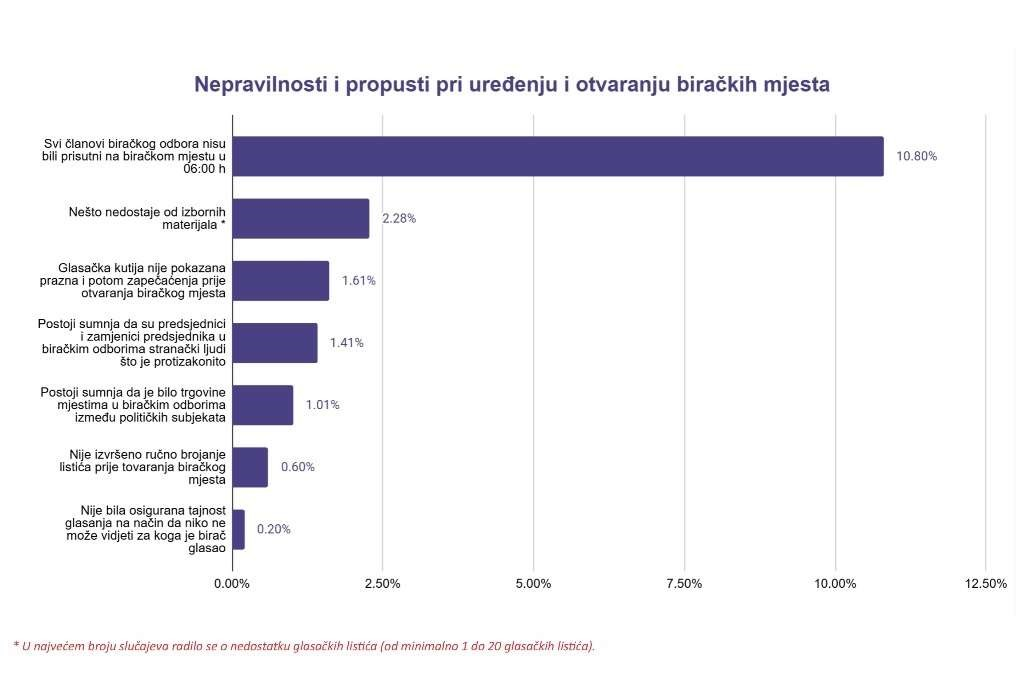 Nepravilnosti i propusti pri uređenju i otvaranju biračkih mjesta
Svi članovi biračkog odbora nisu
bili prisutni na biračkom mjestu u
06:00 h
10.80%
Nešto nedostaje od izbornih
materijala *
2.28%
Glasačka kutija nije pokazana
prazna i potom zapečaćenja prije
otvaranja biračkog mjesta
1.61%
Postoji sumnja da su predsjednici
i zamjenici predsjednika u
biračkim odborima stranački ljudi
što je protizakonito
1.41%
Postoji sumnja da je bilo trgovine
mjestima u biračkim odborima
između političkih subjekata
1.01%
Nije izvršeno ručno brojanje
listića prije tovaranja biračkog
mjesta
0.60%
Nije bila osigurana tajnost
glasanja na način da niko ne
može vidjeti za koga je birač
glasao
0.20%
0.00%
2.50%
5.00%
7.50%
10.00%
12.50%
* U najvećem broju slučajeva radilo se o nedostatku glasačkih listića (od minimalno 1 do 20 glasačkih listića).